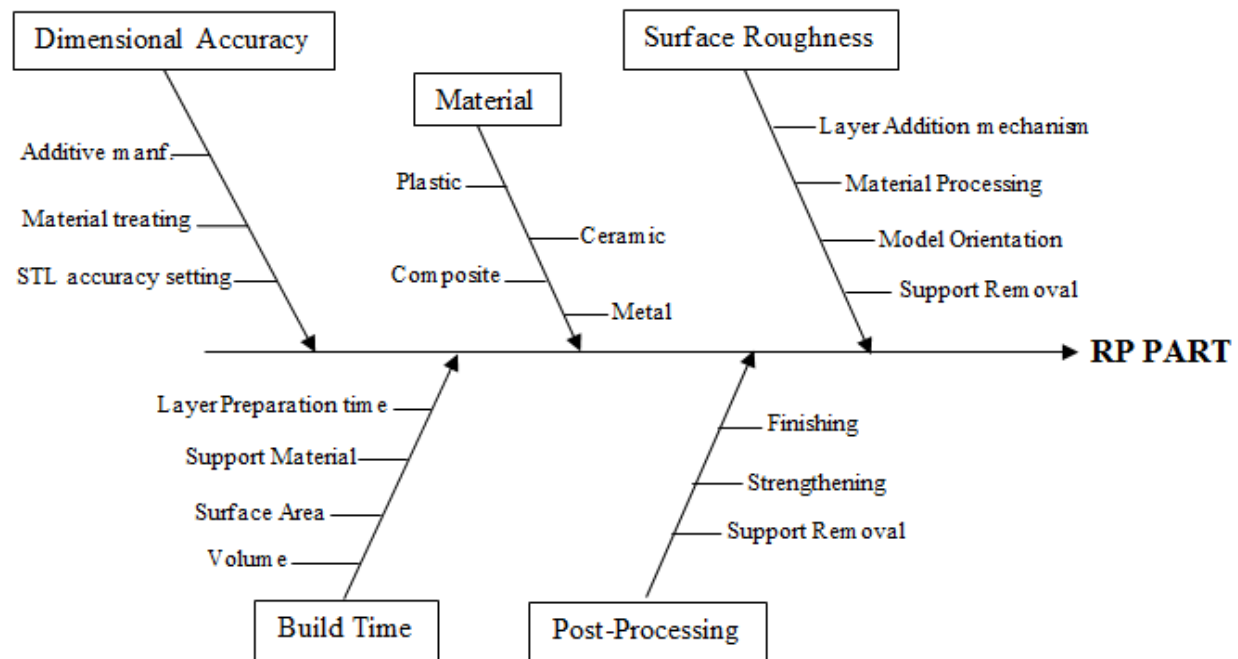 Dimensional Accuracy
Surface Roughness
Material
Layer Addition mechanism
Additive manf.
Plastic
Material Processing
Material treating
Ceramic
Model Orientation
STL accuracy setting
Composite
Support Removal
Metal
RP PART
Layer Preparation time
Finishing
Support Material
Strengthening
Surface Area
Support Removal
Volume
Build Time
Post-Processing